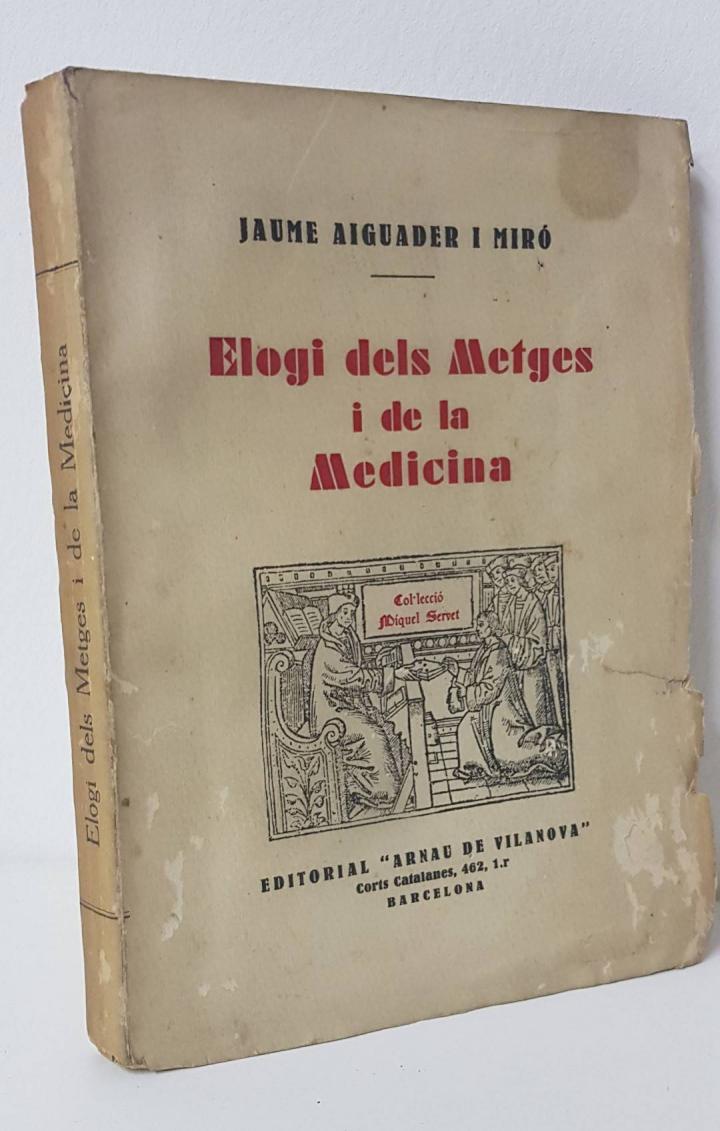 JAUME AIGUADER I MIRÓ
Elogi dels Metges
i de la
Medicina
Col·lecció
Miquel Servet
EDITORIAL "ARNAU DE VILANOVA"
Corts Catalanes, 462, 1.r
BARCELONA
Elogi dels Metges i de la Medicina